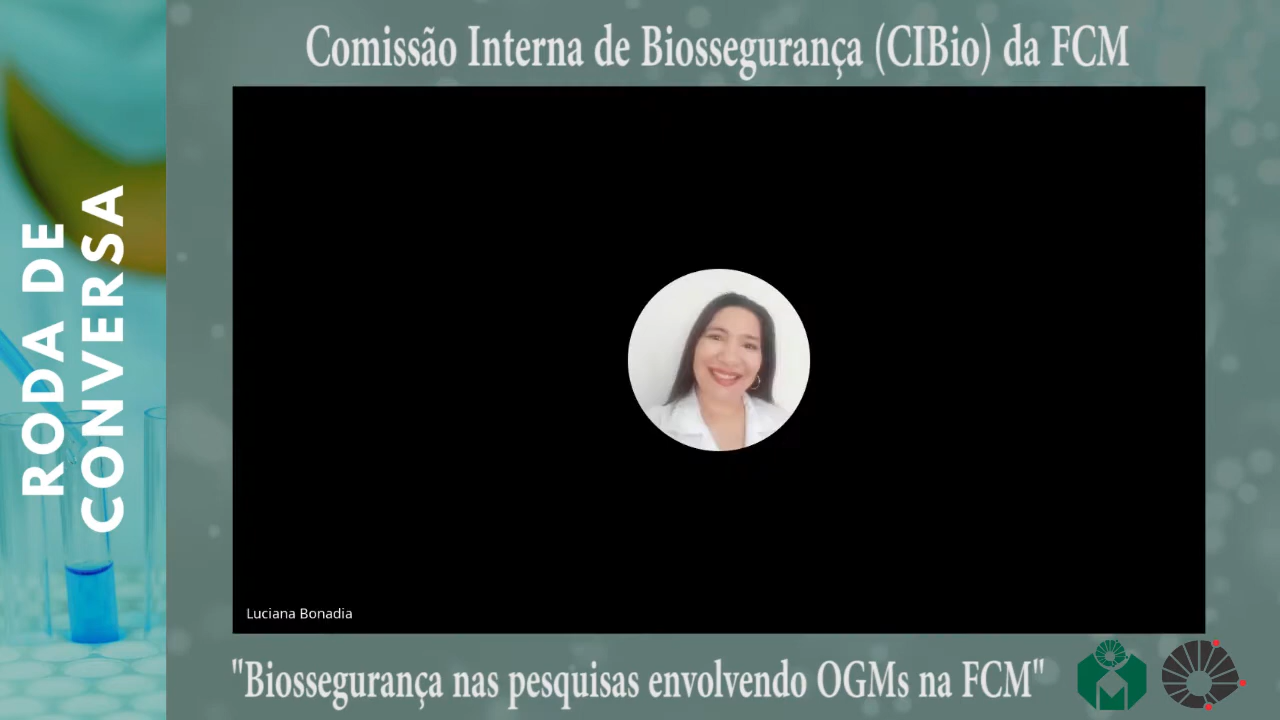 Comissão Interna de Biossegurança (CIBio) da FCM
RODA DE
CONVERSA
Luciana Bonadia
"Biossegurança nas pesquisas envolvendo OGMs na FCM"